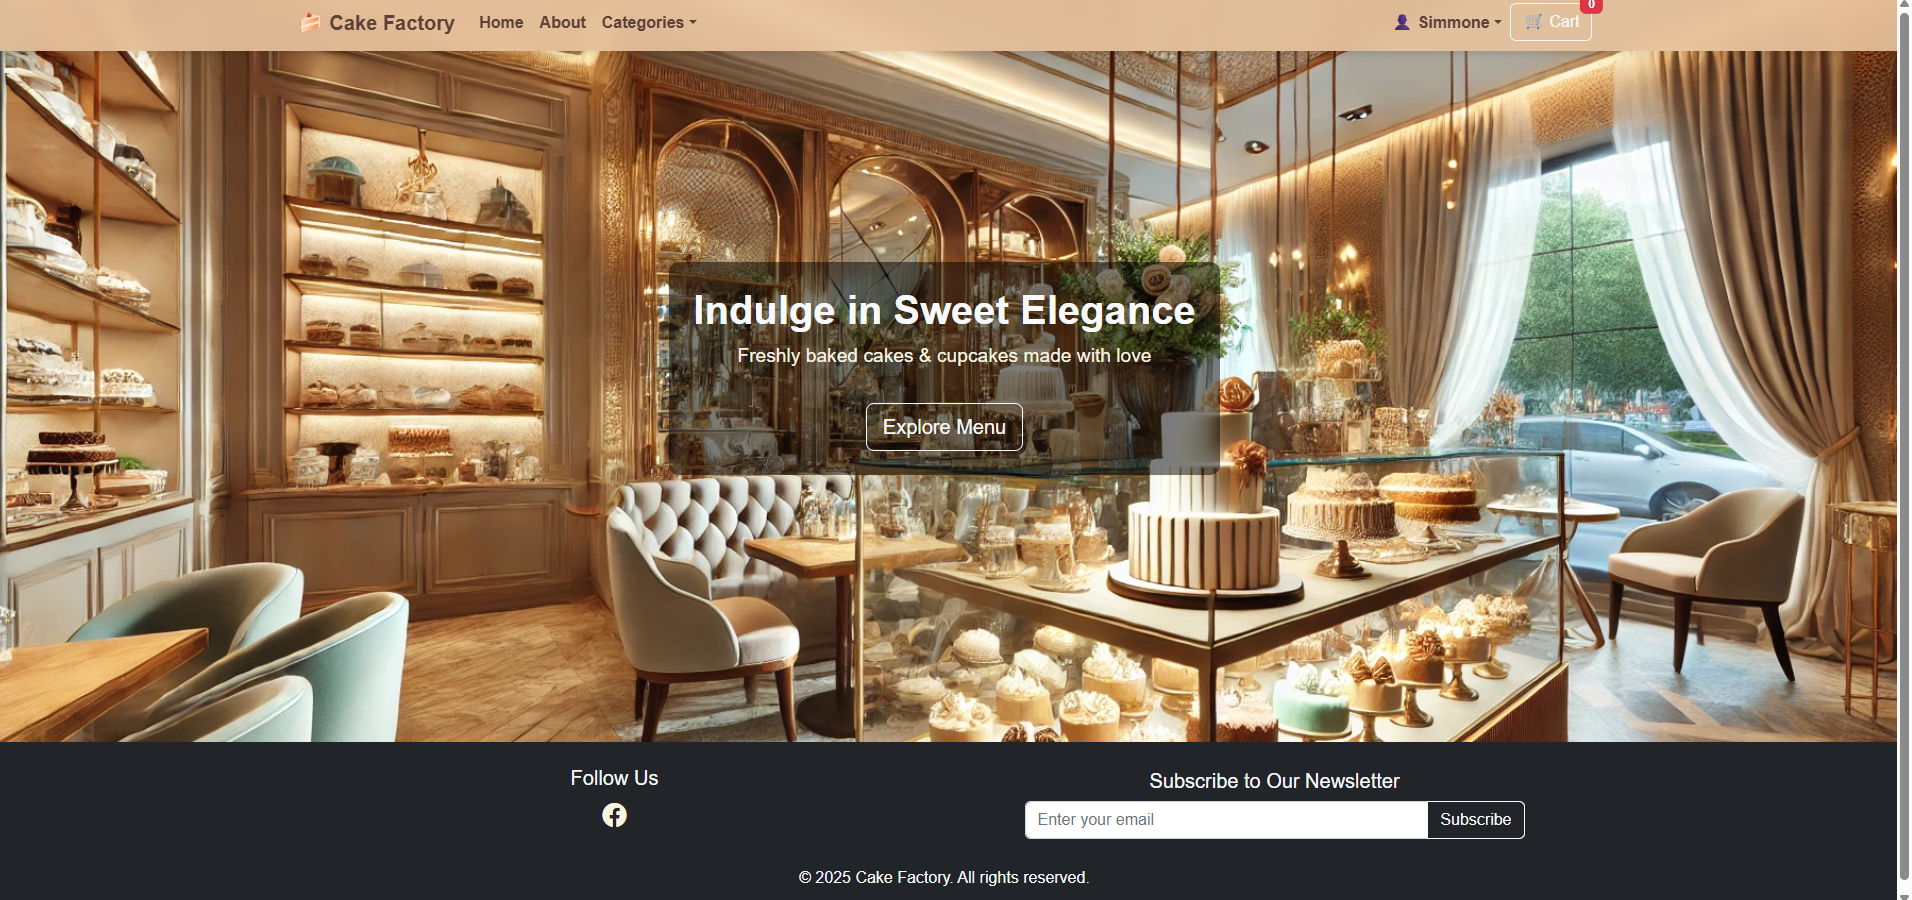 Cake Factory Home About Categories Simmone Cart 0
Indulge in Sweet Elegance
Freshly baked cakes & cupcakes made with love
Explore Menu
Follow Us
Subscribe to Our Newsletter
Enter your email Subscribe
© 2025 Cake Factory. All rights reserved.